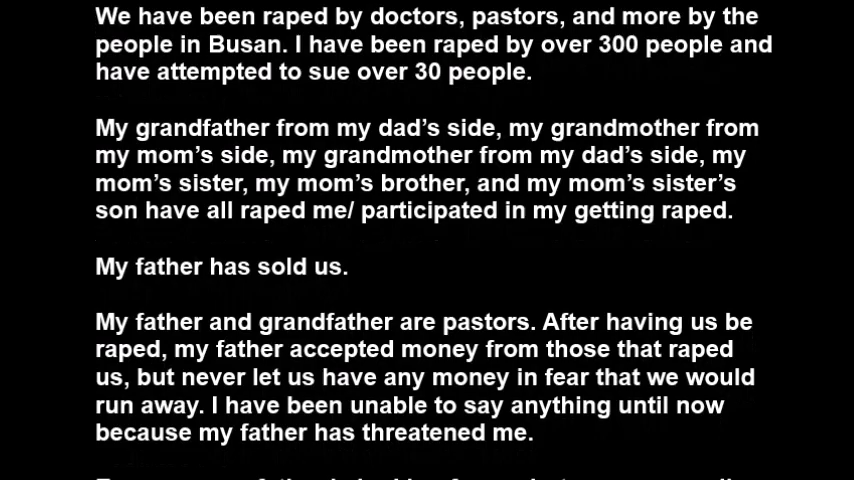 We have been raped by doctors, pastors, and more by the
people in Busan. I have been raped by over 300 people and
have attempted to sue over 30 people.
My grandfather from my dad's side, my grandmother from
my mom's side, my grandmother from my dad's side, my
mom's sister, my mom's brother, and my mom's sister's
son have all raped me/ participated in my getting raped.
My father has sold us.
My father and grandfather are pastors. After having us be
raped, my father accepted money from those that raped
us, but never let us have any money in fear that we would
run away. I have been unable to say anything until now
because my father has threatened me.